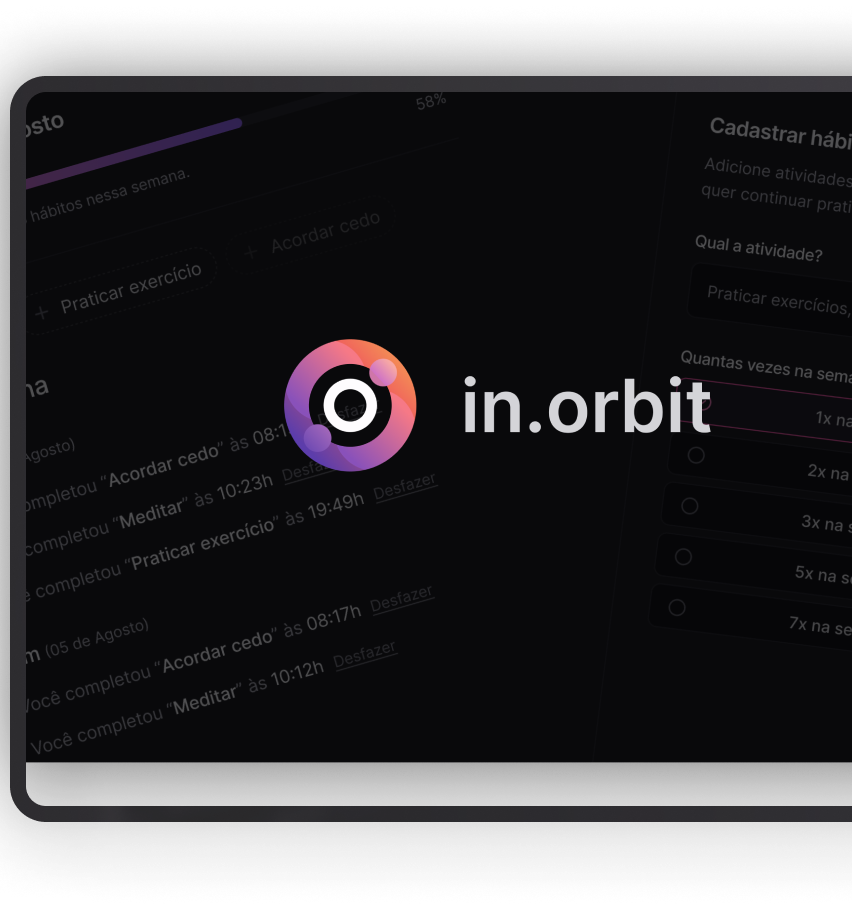 osto
58%
hábitos nessa semana.
+ Praticar exercício
+ Acordar cedo
na
Agosto)
completou “Acordar cedo“ às 08:1
Desfazer
completou “Meditar“ às 10:23h
Desfa
ê completou “Praticar exercício“ às 19:49h Desfazer
m (05 de Agosto)
Você completou “Acordar cedo“ às 08:17h Desfazer
Você completou “Meditar“ às 10:12h Desfazer
in.orbit
Cadastrar hábi
Adicione atividades
quer continuar prati
Qual a atividade?
Praticar exercícios,
Quantas vezes na sema
1x na
2x na
3x na s
5x na se
7x na se